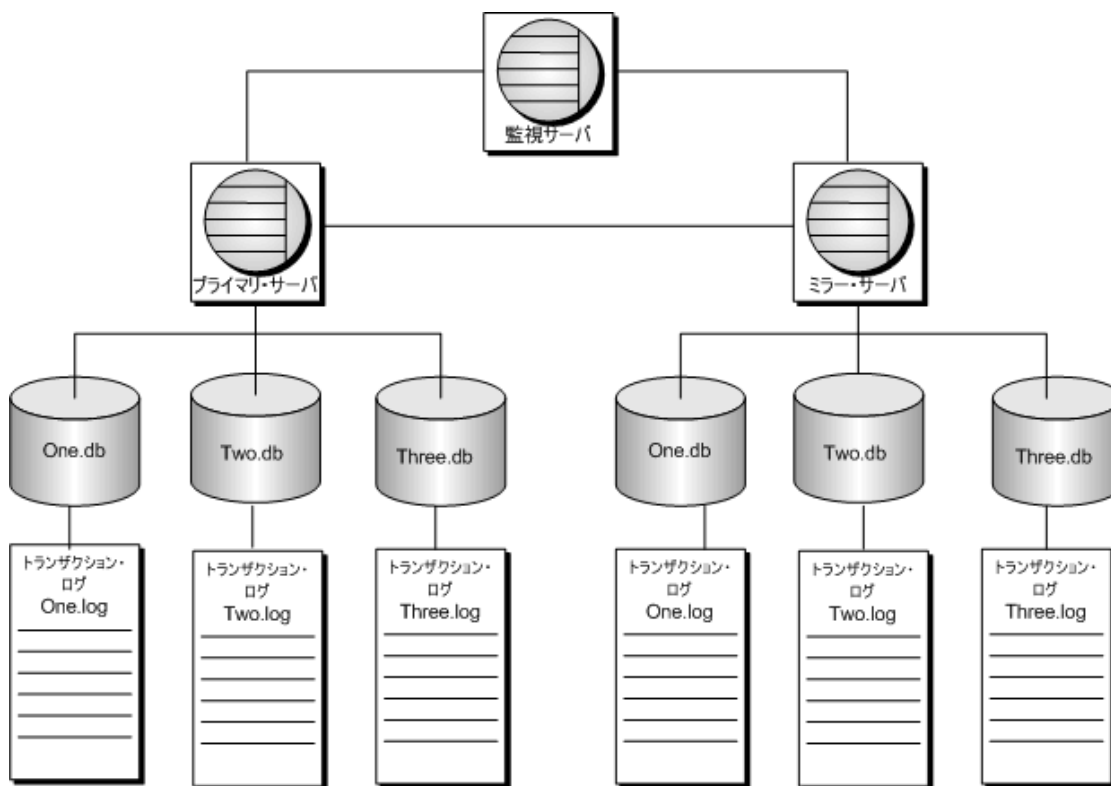 監視サーバ
プライマリ・サーバ
ミラー・サーバ
One.db
Two.db
Three.db
One.db
Two.db
Three.db
トランザクション・
ログ
One.log
トランザクション・
ログ
Two.log
トランザクション・
ログ
Three.log
トランザクション・
ログ
One.log
トランザクション・
ログ
Two.log
トランザクション・
ログ
Three.log